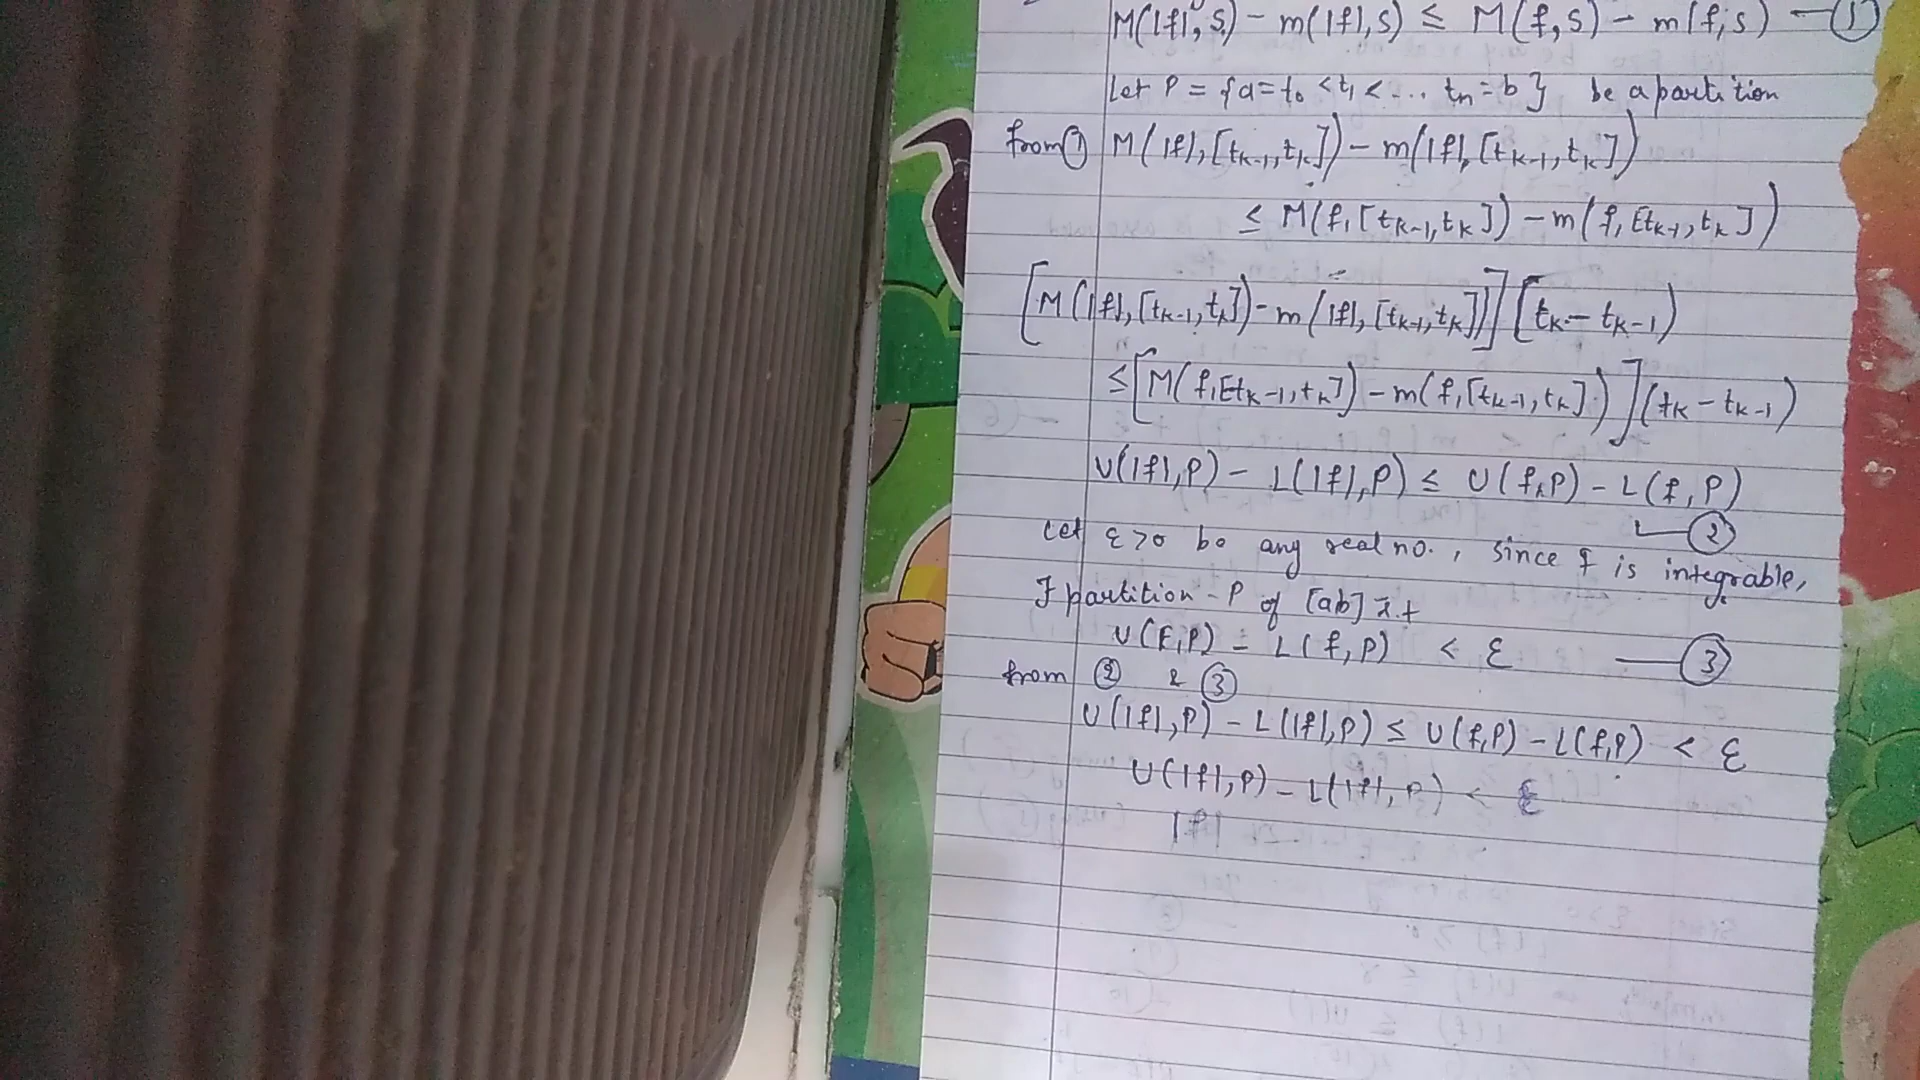 M(|f|, S) - m(|f|, S) ≤ M(f, S) - m(f, S) — ①
Let P = {a = t₀ < t₁ < ... tₙ = b} be a partition
from ① M(|f|, [tₖ₋₁, tₖ]) - m(|f|, [tₖ₋₁, tₖ])
≤ M(f, [tₖ₋₁, tₖ]) - m(f, [tₖ₋₁, tₖ])
[M(|f|, [tₖ₋₁, tₖ]) - m(|f|, [tₖ₋₁, tₖ])] [tₖ - tₖ₋₁)
≤ [M(f, [tₖ₋₁, tₖ]) - m(f, [tₖ₋₁, tₖ])] (tₖ - tₖ₋₁)
U(|f|, P) - L(|f|, P) ≤ U(f, P) - L(f, P)
— ②
Let ε > 0 be any real no., since f is integrable,
∃ partition P of [ab] s.t
U(f, P) - L(f, P) < ε — ③
from ② & ③
U(|f|, P) - L(|f|, P) ≤ U(f, P) - L(f, P) < ε
U(|f|, P) - L(|f|, P) < ε
|f|